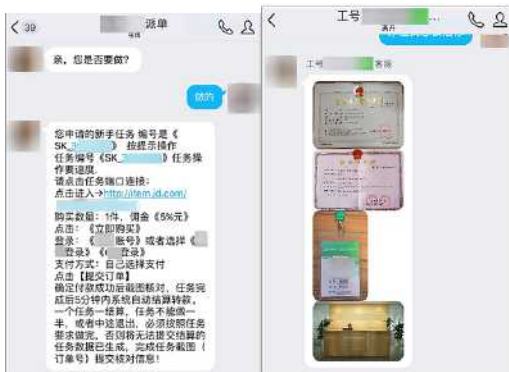 39
派单
亲，您是否要做？
做的
您申请的新手任务 编号是《
SK_3 》 按提示操作
任务编号《SK_ 》任务操
作要速度.
请点击任务端口连接:
点击进入→http://item.jd.com/
购买数量: 1件, 佣金《5%元》
点击: 《立即购买》
登录: 《 账号》或者选择《
登录》《 登录》
支付方式: 自己选择支付
点击【提交订单】
确定付款成功后截图核对, 任务完
成后5分钟内系统自动结算转款。
一个任务一结算, 任务不能做一
半, 或者中途退出, 必须按照任务
要求做完。否则将无法提交结算的
任务数据已生成, 完成任务截图（
订单号）提交核对信息!
工号
离开
工号 客服